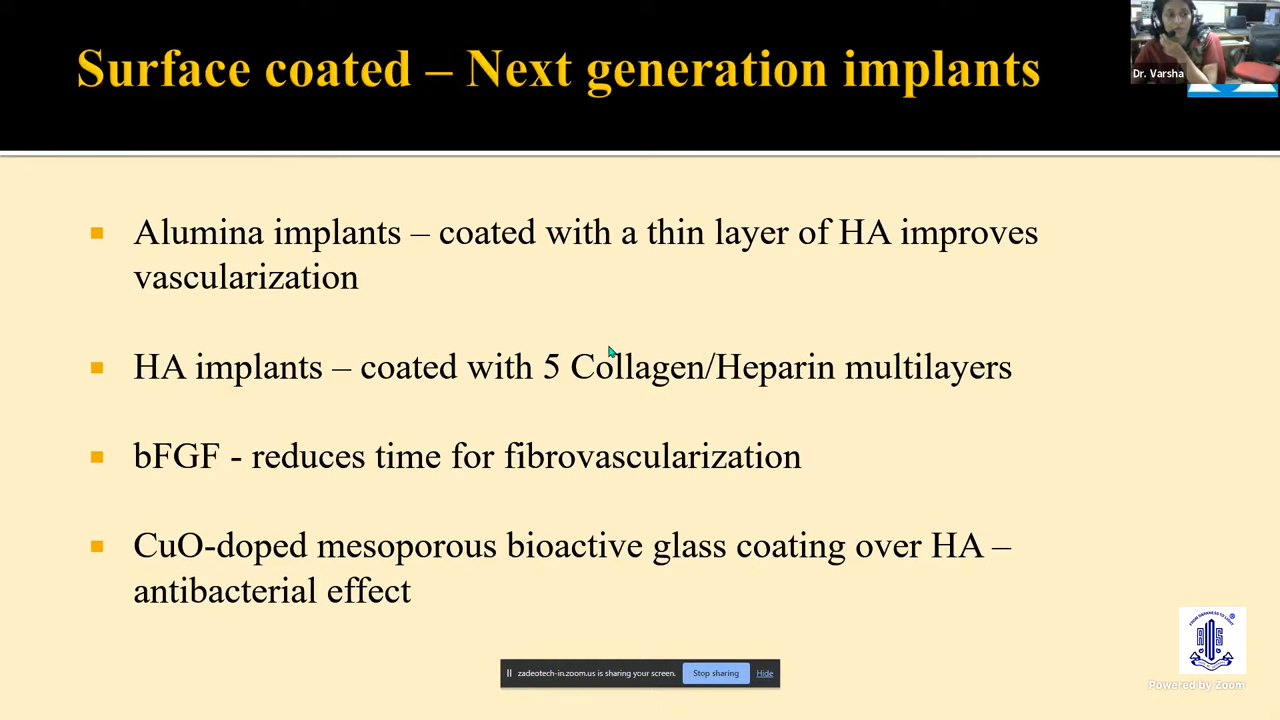 Surface coated – Next generation implants
Dr. Varsha
■ Alumina implants – coated with a thin layer of HA improves
vascularization
■ HA implants – coated with 5 Collagen/Heparin multilayers
■ bFGF - reduces time for fibrovascularization
■ CuO-doped mesoporous bioactive glass coating over HA –
antibacterial effect
zadeotech-in.zoom.us is sharing your screen. Stop sharing Hide
Powered by Zoom